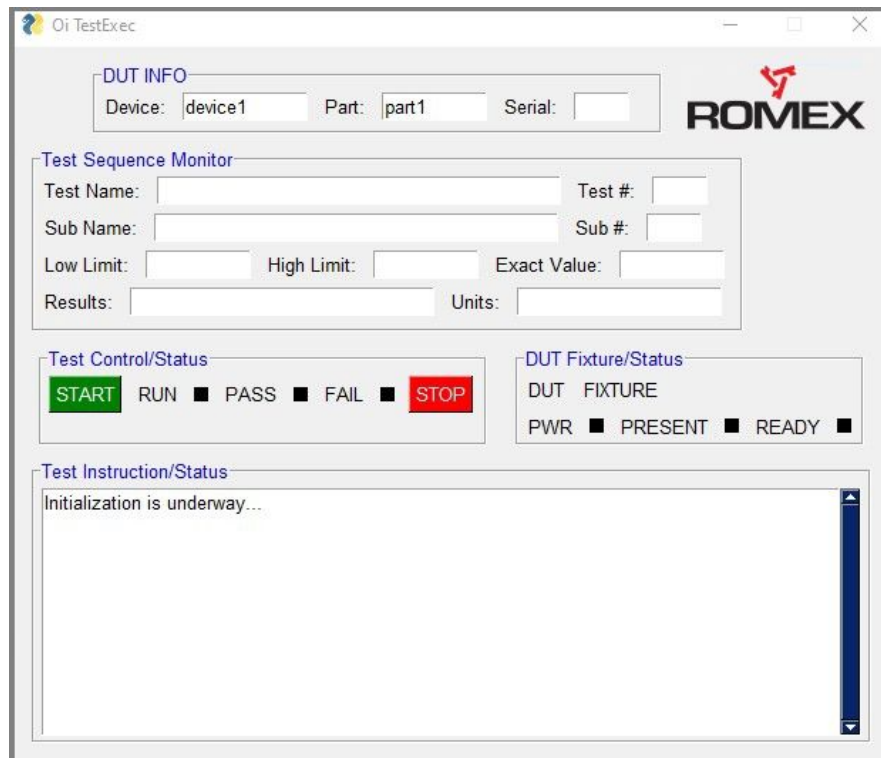 Oi TestExec
DUT INFO
Device: device1 Part: part1 Serial:
ROMEX
Test Sequence Monitor
Test Name: Test #:
Sub Name: Sub #:
Low Limit: High Limit: Exact Value:
Results: Units:
Test Control/Status
START RUN PASS FAIL STOP
DUT Fixture/Status
DUT FIXTURE
PWR PRESENT READY
Test Instruction/Status
Initialization is underway...